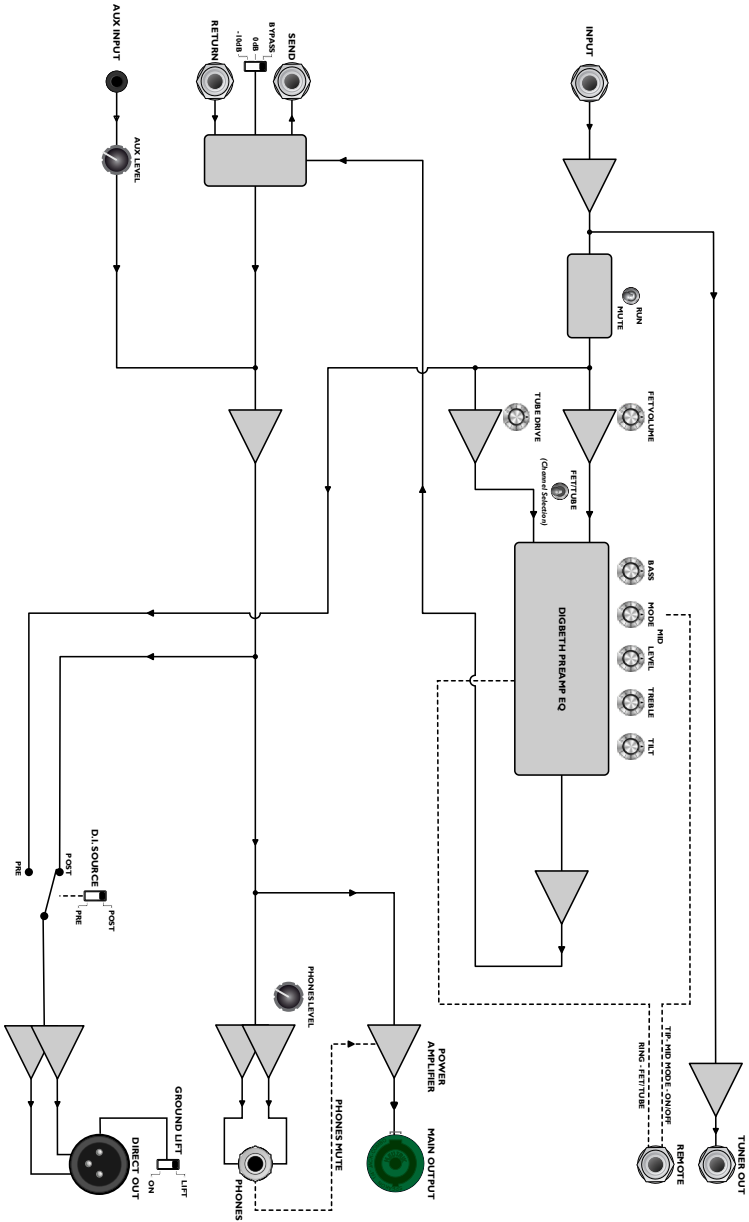 TUNER OUT
REMOTE
TIP- MID MODE - ON/OFF
RING - FET/TUBE
INPUT
RUN
MUTE
FET VOLUME
FET/TUBE
(Channel Selection)
TUBE DRIVE
BASS
MODE
MID
LEVEL
TREBLE
TILT
DIGBETH PREAMP EQ
SEND
BYPASS
0dB
-10dB
RETURN
AUX INPUT
AUX LEVEL
POWER
AMPLIFIER
MAIN OUTPUT
PHONES MUTE
PHONES LEVEL
PHONES
D.I. SOURCE
POST
PRE
POST
PRE
GROUND LIFT
LIFT
ON
DIRECT OUT